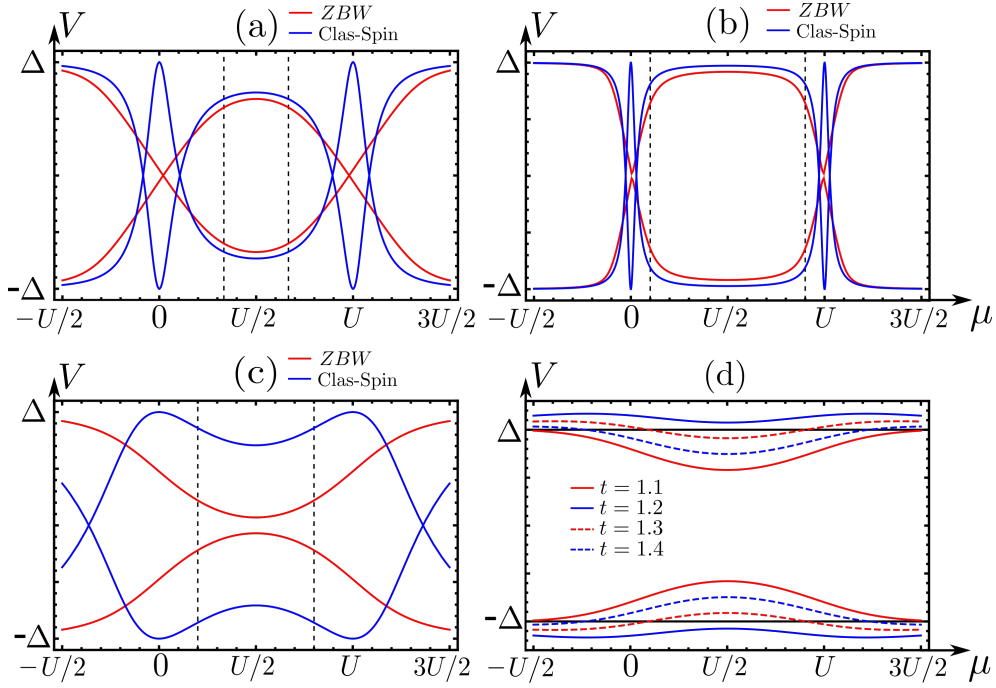 V
(a)
ZBW
Clas-Spin
Δ
-Δ
−U/2
0
U/2
U
3U/2
V
(b)
ZBW
Clas-Spin
Δ
-Δ
−U/2
0
U/2
U
3U/2
μ
V
(c)
ZBW
Clas-Spin
Δ
-Δ
−U/2
0
U/2
U
3U/2
V
(d)
Δ
t = 1.1
t = 1.2
t = 1.3
t = 1.4
-Δ
−U/2
0
U/2
U
3U/2
μ